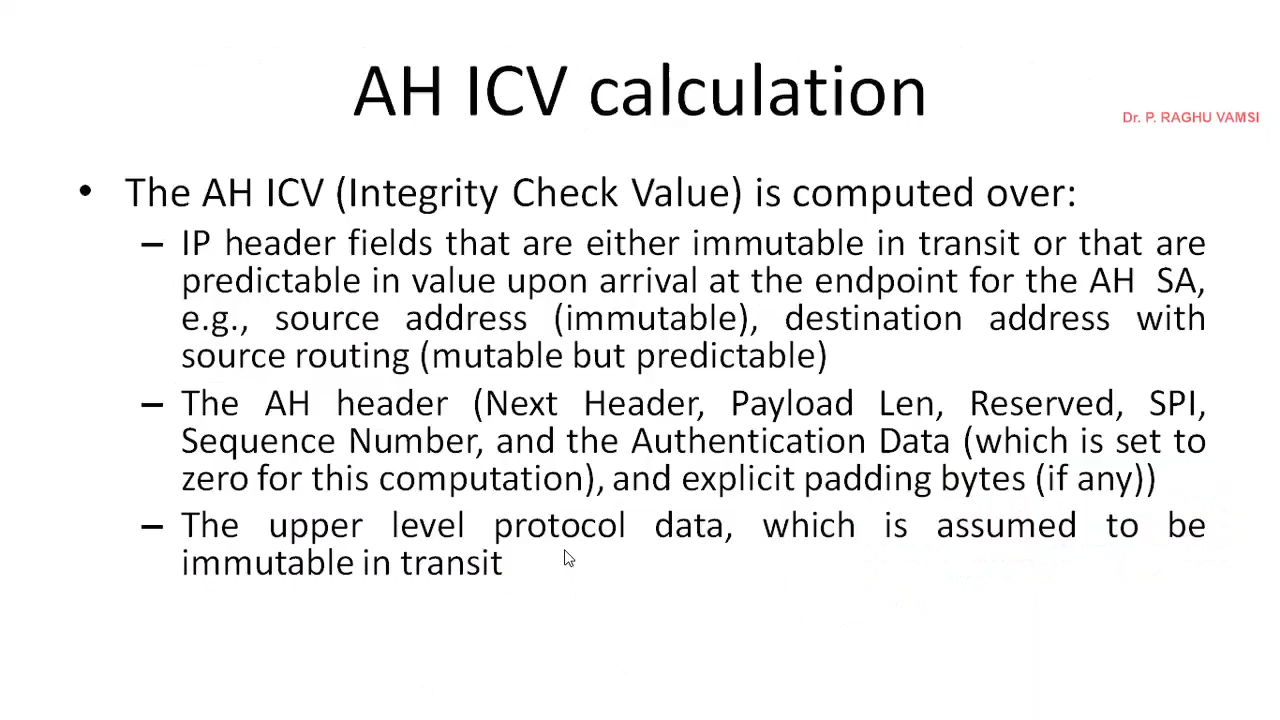 AH ICV calculation
Dr. P. RAGHU VAMSI
• The AH ICV (Integrity Check Value) is computed over:
– IP header fields that are either immutable in transit or that are
predictable in value upon arrival at the endpoint for the AH SA,
e.g., source address (immutable), destination address with
source routing (mutable but predictable)
– The AH header (Next Header, Payload Len, Reserved, SPI,
Sequence Number, and the Authentication Data (which is set to
zero for this computation), and explicit padding bytes (if any))
– The upper level protocol data, which is assumed to be
immutable in transit